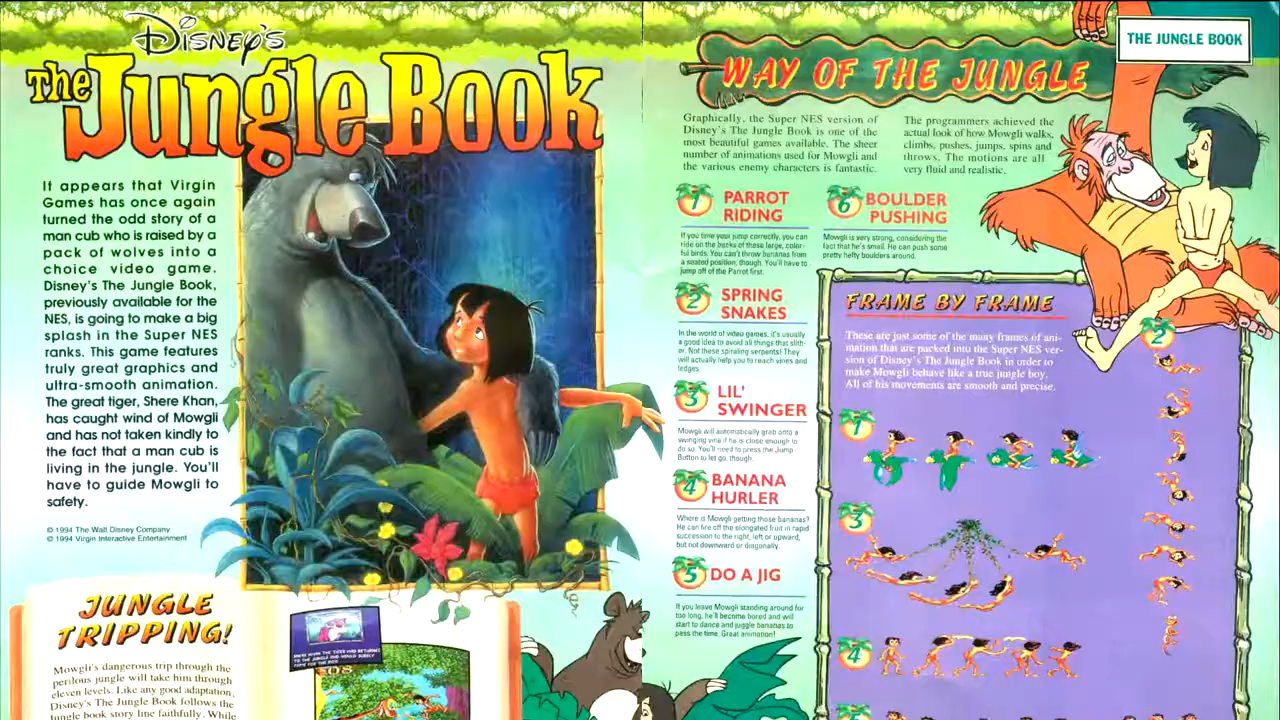 Disney's
The Jungle Book
It appears that Virgin
Games has once again
turned the odd story of a
man cub who is raised by a
pack of wolves into a
choice video game.
Disney's The Jungle Book,
previously available for the
NES, is going to make a big
splash in the Super NES
ranks. This game features
truly great graphics and
ultra-smooth animation.
The great tiger, Shere Khan,
has caught wind of Mowgli
and has not taken kindly to
the fact that a man cub is
living in the jungle. You'll
have to guide Mowgli to
safety.
© 1994 The Walt Disney Company
© 1994 Virgin Interactive Entertainment
JUNGLE
TRIPPING!
Mowgli's dangerous trip through the
perilous jungle will take him through
eleven levels. Like any good adaptation,
Disney's The Jungle Book follows the
jungle book story line faithfully. While
THE JUNGLE BOOK
WAY OF THE JUNGLE
Graphically, the Super NES version of
Disney's The Jungle Book is one of the
most beautiful games available. The sheer
number of animations used for Mowgli and
the various enemy characters is fantastic.
The programmers achieved the
actual look of how Mowgli walks,
climbs, pushes, jumps, spins and
throws. The motions are all
very fluid and realistic.
1 PARROT
RIDING
If you time your jump correctly, you can
ride on the backs of these large, color-
ful birds. You can't throw bananas from
a seated position, though. You'll have to
jump off of the Parrot first.
2 SPRING
SNAKES
In the world of video games, it's usually
a good idea to avoid all things that slith-
er. Not these spiraling serpents! They
will actually help you to reach vines and
ledges.
3 LIL'
SWINGER
Mowgli will automatically grab onto a
swinging vine if he is close enough to
do so. You'll need to press the Jump
Button to let go, though.
4 BANANA
HURLER
Where is Mowgli getting those bananas?
He can fire off the elongated fruit in rapid
succession to the right, left or upward,
but not downward or diagonally.
5 DO A JIG
If you leave Mowgli standing around for
too long, he'll become bored and will
start to dance and juggle bananas to
pass the time. Great animation!
6 BOULDER
PUSHING
Mowgli is very strong, considering the
fact that he's small. He can push some
pretty hefty boulders around.
FRAME BY FRAME
These are just some of the many frames of ani-
mation that are packed into the Super NES ver-
sion of Disney's The Jungle Book in order to
make Mowgli behave like a true jungle boy.
All of his movements are smooth and precise.
1
2
3
4